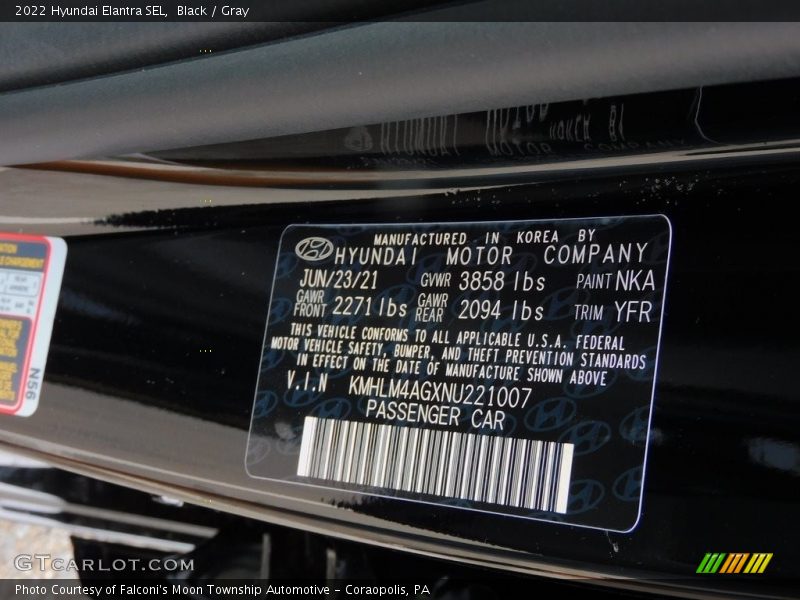 2022 Hyundai Elantra SEL, Black / Gray
MANUFACTURED IN KOREA BY
HYUNDAI MOTOR COMPANY
JUN/23/21 GVWR 3858 lbs PAINT NKA
GAWR FRONT 2271 lbs GAWR REAR 2094 lbs TRIM YFR
THIS VEHICLE CONFORMS TO ALL APPLICABLE U.S.A. FEDERAL
MOTOR VEHICLE SAFETY, BUMPER, AND THEFT PREVENTION STANDARDS
IN EFFECT ON THE DATE OF MANUFACTURE SHOWN ABOVE
V.I.N KMHLM4AGXNU221007
PASSENGER CAR
N56
GTCARLOT.COM
Photo Courtesy of Falconi's Moon Township Automotive - Coraopolis, PA